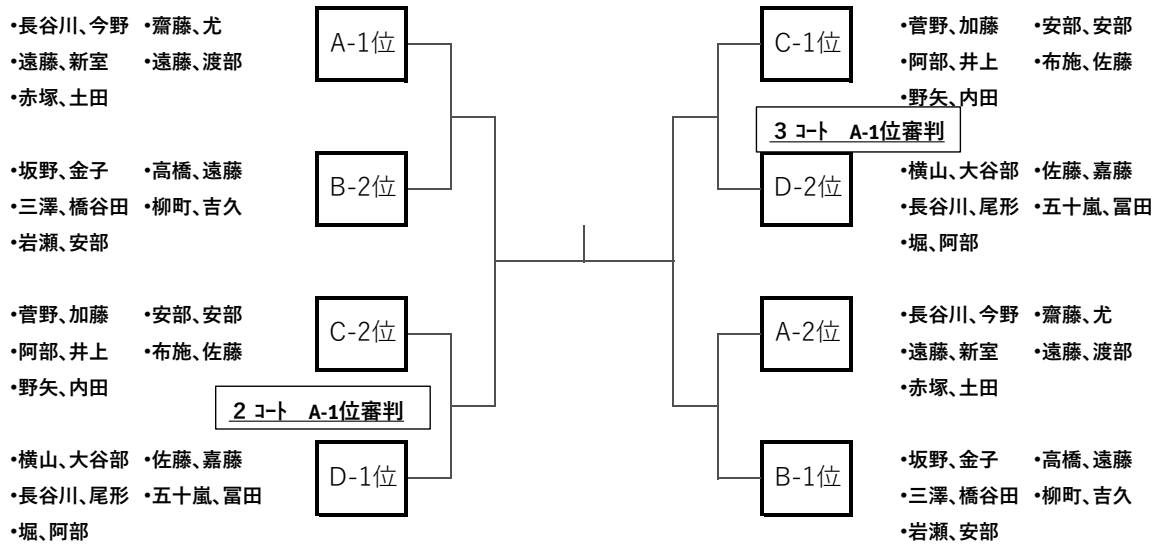 ・長谷川、今野 ・齋藤、尤
・遠藤、新室 ・遠藤、渡部
・赤塚、土田
A-1位
・坂野、金子 ・高橋、遠藤
・三澤、橋谷田 ・柳町、吉久
・岩瀬、安部
B-2位
・菅野、加藤 ・安部、安部
・阿部、井上 ・布施、佐藤
・野矢、内田
C-2位
２ｺｰﾄ A-1位審判
・横山、大谷部 ・佐藤、嘉藤
・長谷川、尾形 ・五十嵐、冨田
・堀、阿部
D-1位
C-1位
・菅野、加藤 ・安部、安部
・阿部、井上 ・布施、佐藤
・野矢、内田
３ｺｰﾄ A-1位審判
D-2位
・横山、大谷部 ・佐藤、嘉藤
・長谷川、尾形 ・五十嵐、冨田
・堀、阿部
A-2位
・長谷川、今野 ・齋藤、尤
・遠藤、新室 ・遠藤、渡部
・赤塚、土田
B-1位
・坂野、金子 ・高橋、遠藤
・三澤、橋谷田 ・柳町、吉久
・岩瀬、安部